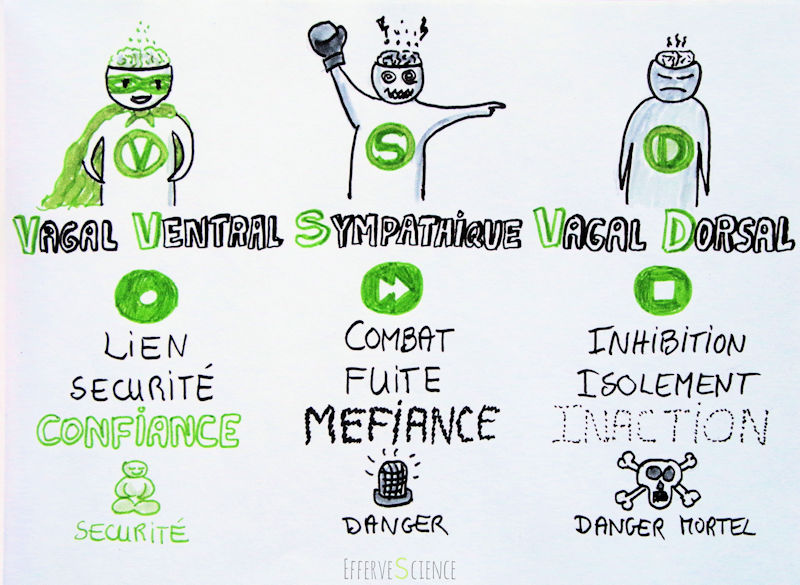 V
S
D
VAGAL VENTRAL
SYMPATHiQUE
VAGAL DORSAL
LiEN
SECURITÉ
CONFiANCE
COMBAT
FUiTE
MEFiANCE
INHiBiTiON
ISOLEMENT
INACTiON
SECURITÉ
DANGER
DANGER MORTEL
EFFERVESCIENCE